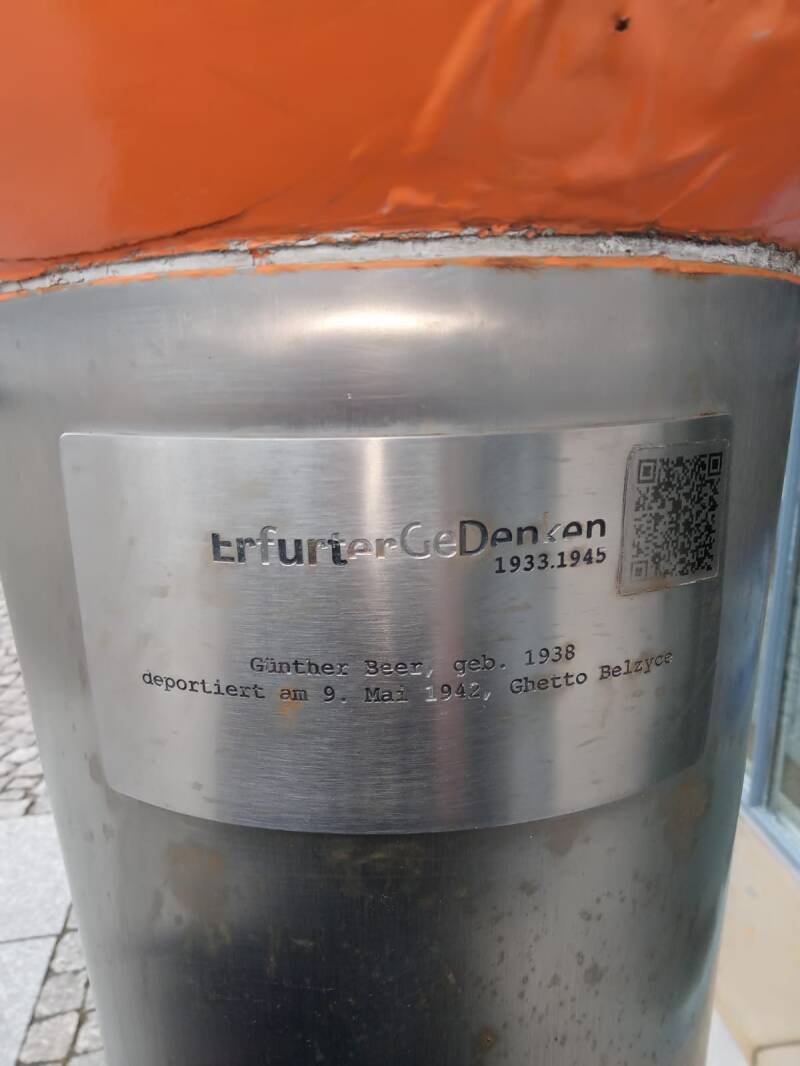 ErfurterGeDenken
1933.1945
Günther Beer, geb. 1938
deportiert am 9. Mai 1942, Ghetto Belzyce